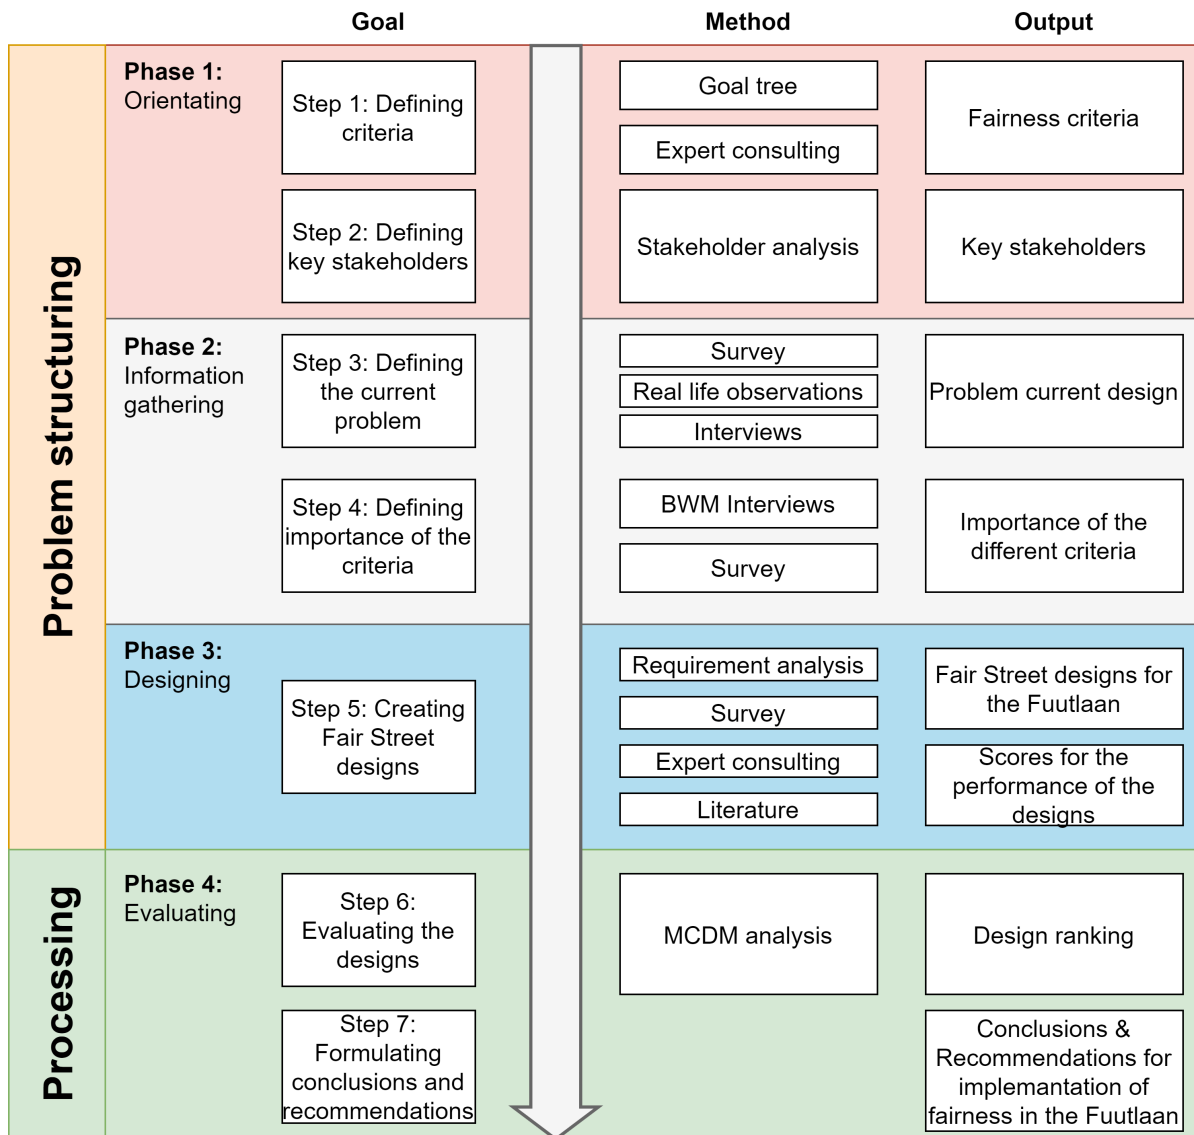 Goal
Method
Output
Problem structuring
Phase 1:
Orientating
Step 1: Defining
criteria
Goal tree
Expert consulting
Fairness criteria
Step 2: Defining
key stakeholders
Stakeholder analysis
Key stakeholders
Phase 2:
Information
gathering
Step 3: Defining
the current
problem
Survey
Real life observations
Interviews
Problem current design
Step 4: Defining
importance of the
criteria
BWM Interviews
Survey
Importance of the
different criteria
Phase 3:
Designing
Step 5: Creating
Fair Street
designs
Requirement analysis
Survey
Expert consulting
Literature
Fair Street designs for
the Fuutlaan
Scores for the
performance of the
designs
Processing
Phase 4:
Evaluating
Step 6:
Evaluating the
designs
MCDM analysis
Design ranking
Step 7:
Formulating
conclusions and
recommendations
Conclusions &
Recommendations for
implemantation of
fairness in the Fuutlaan